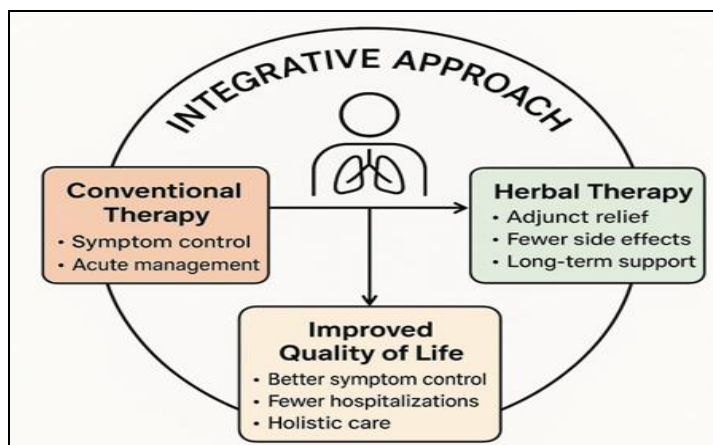 INTEGRATIVE APPROACH
Conventional
Therapy
• Symptom control
• Acute management
Herbal Therapy
• Adjunct relief
• Fewer side effects
• Long-term support
Improved
Quality of Life
• Better symptom control
• Fewer hospitalizations
• Holistic care